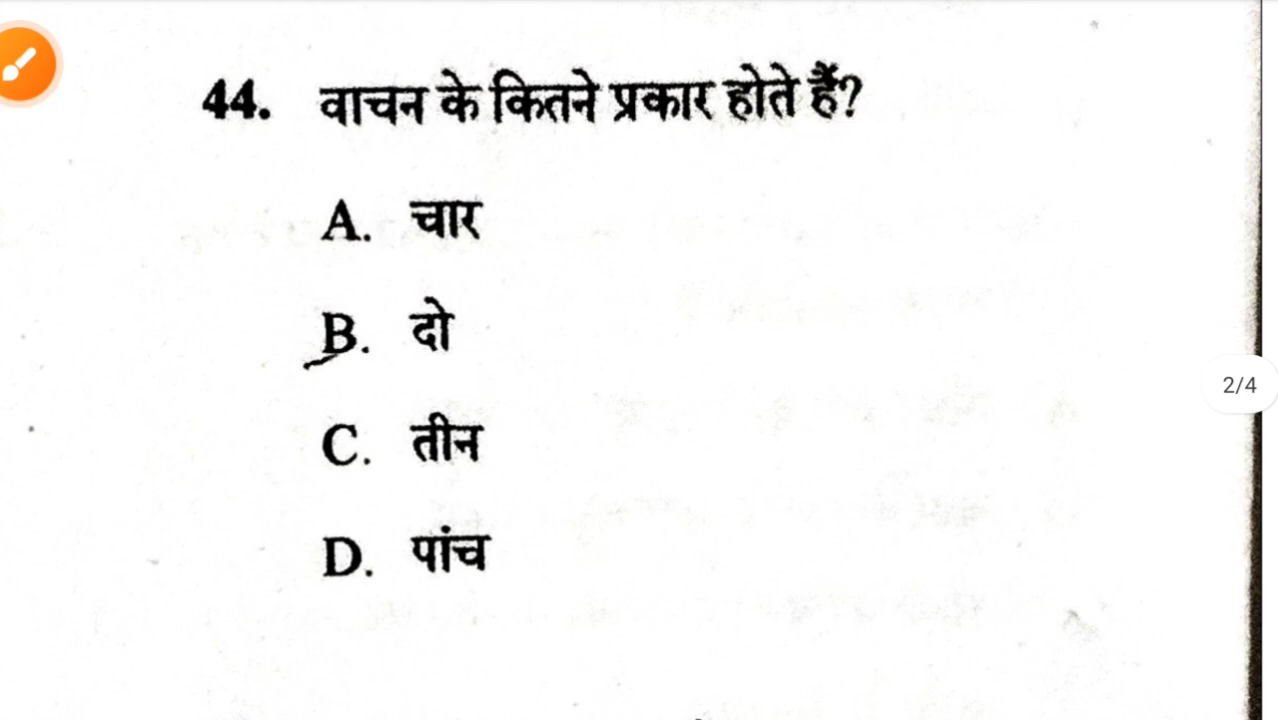 44. वाचन के कितने प्रकार होते हैं?
A. चार
B. दो
C. तीन
2/4
D. पांच